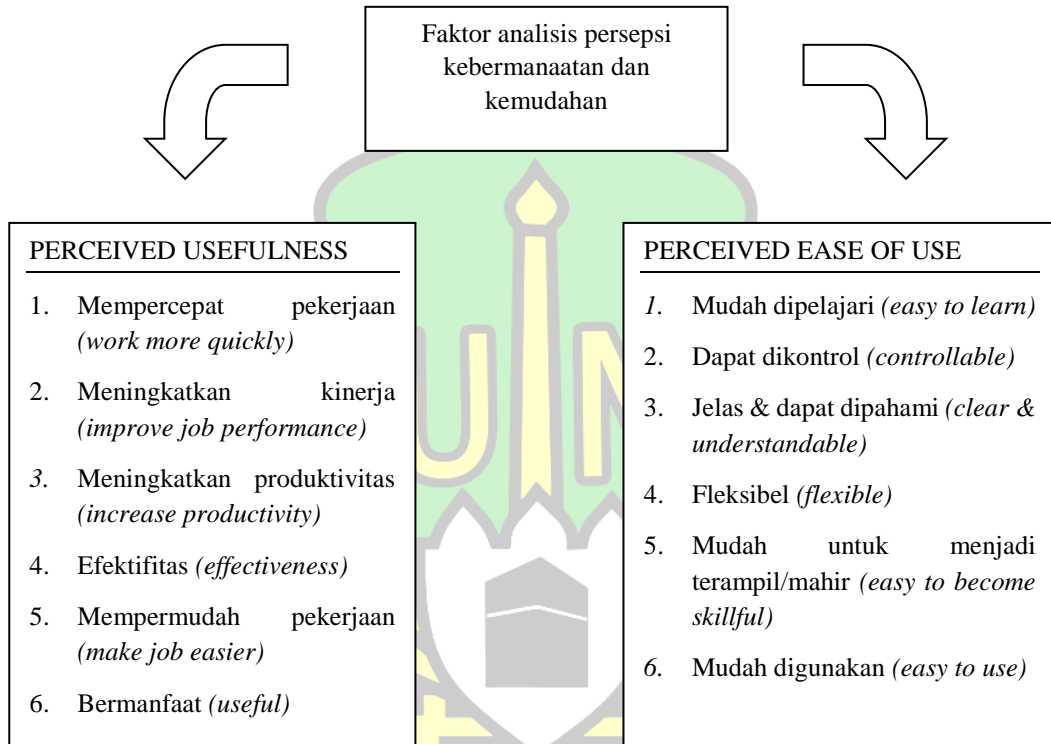 Faktor analisis persepsi
kebermanaatan dan
kemudahan
PERCEIVED USEFULNESS
1. Mempercepat pekerjaan
(work more quickly)
2. Meningkatkan kinerja
(improve job performance)
3. Meningkatkan produktivitas
(increase productivity)
4. Efektifitas (effectiveness)
5. Mempermudah pekerjaan
(make job easier)
6. Bermanfaat (useful)
PERCEIVED EASE OF USE
1. Mudah dipelajari (easy to learn)
2. Dapat dikontrol (controllable)
3. Jelas & dapat dipahami (clear &
understandable)
4. Fleksibel (flexible)
5. Mudah untuk menjadi
terampil/mahir (easy to become
skillful)
6. Mudah digunakan (easy to use)